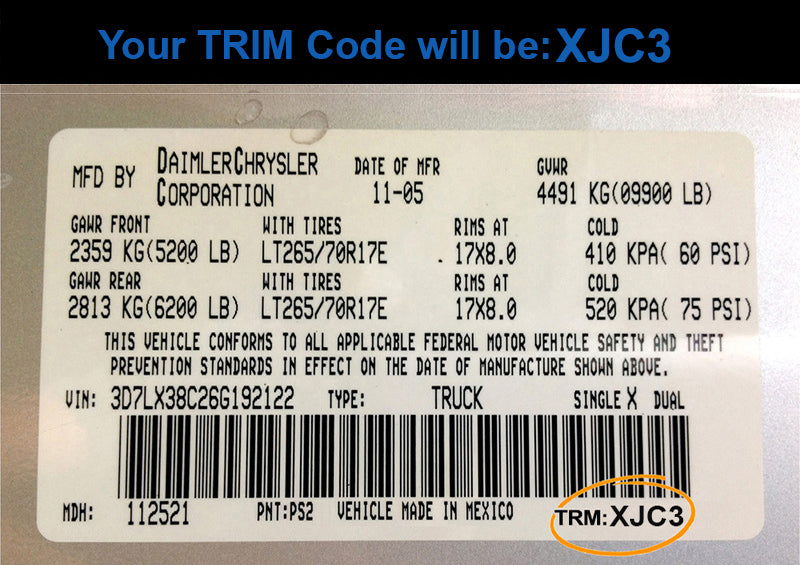 Your TRIM Code will be: XJC3
MFD BY DAIMLERCHRYSLER CORPORATION DATE OF MFR 11-05 GVWR 4491 KG(09900 LB)
GAWR FRONT WITH TIRES RIMS AT COLD
2359 KG(5200 LB) LT265/70R17E 17X8.0 410 KPA( 60 PSI)
GAWR REAR WITH TIRES RIMS AT COLD
2813 KG(6200 LB) LT265/70R17E 17X8.0 520 KPA( 75 PSI)
THIS VEHICLE CONFORMS TO ALL APPLICABLE FEDERAL MOTOR VEHICLE SAFETY AND THEFT
PREVENTION STANDARDS IN EFFECT ON THE DATE OF MANUFACTURE SHOWN ABOVE.
VIN: 3D7LX38C26G192122 TYPE: TRUCK SINGLE X DUAL
MDH: 112521 PNT:PS2 VEHICLE MADE IN MEXICO TRM:XJC3